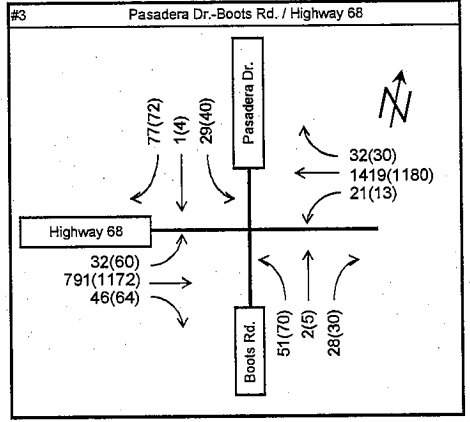 #3 Pasadera Dr.-Boots Rd. / Highway 68
Pasadera Dr.
N
77(72)
1(4)
29(40)
32(30)
1419(1180)
21(13)
Highway 68
32(60)
791(1172)
46(64)
Boots Rd.
51(70)
2(5)
28(30)